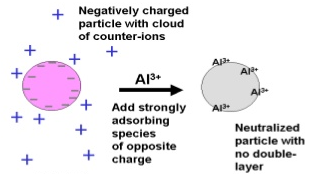 Negatively charged
particle with cloud
of counter-ions
Al3+
Add strongly
adsorbing
species
of opposite
charge
Al3+
Al3+
Al3+
Al3+
Neutralized
particle with
no double-
layer